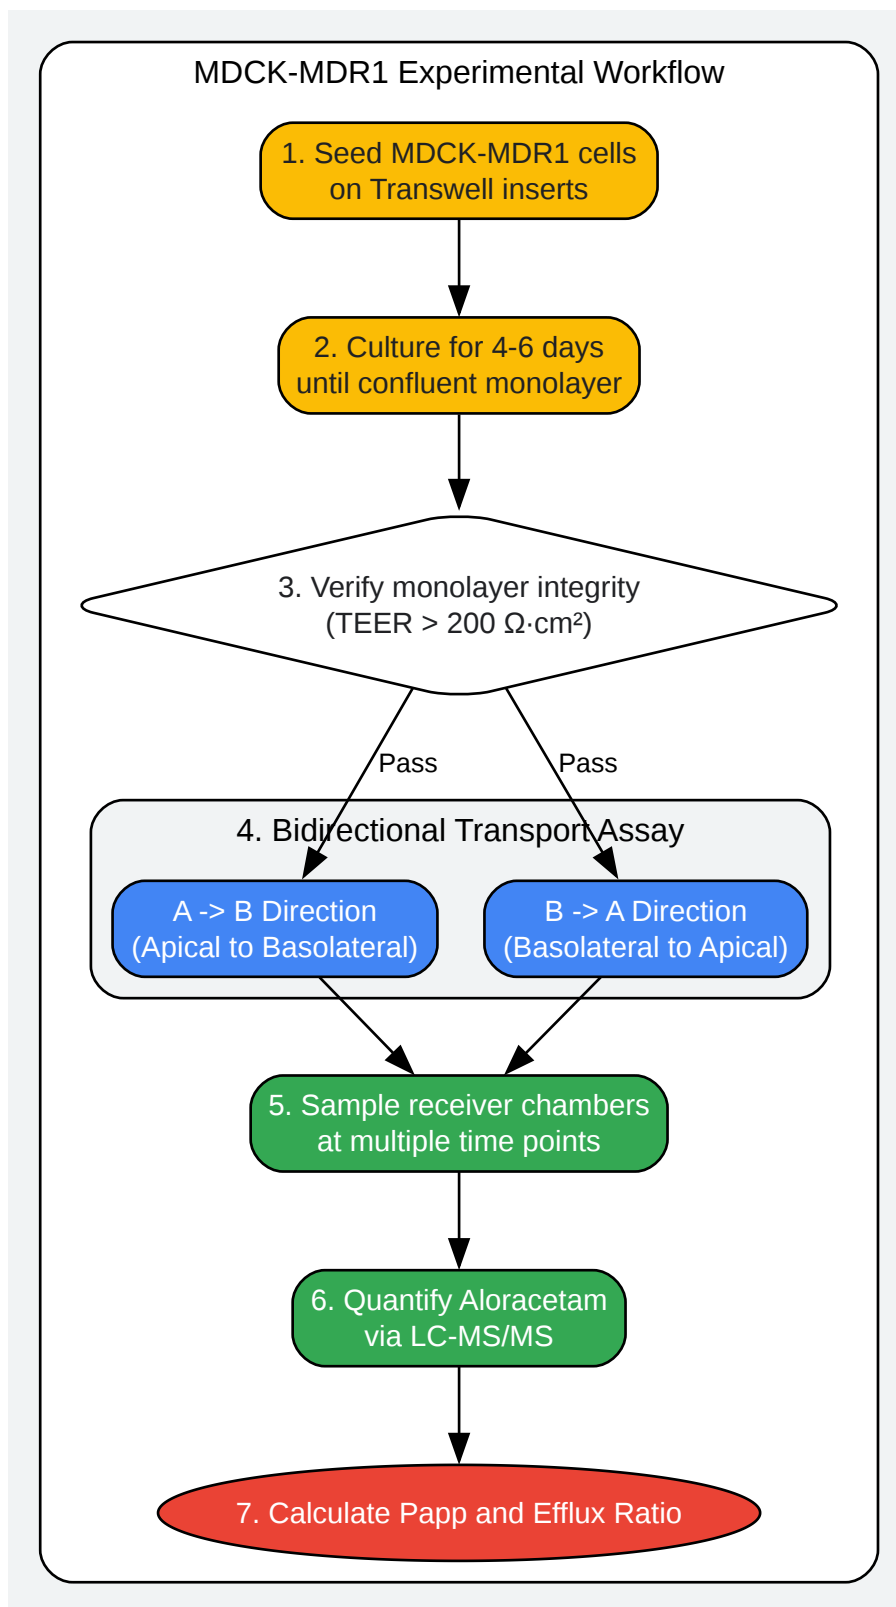 MDCK-MDR1 Experimental Workflow
1. Seed MDCK-MDR1 cells
on Transwell inserts
2. Culture for 4-6 days
until confluent monolayer
3. Verify monolayer integrity
(TEER > 200 Ω·cm²)
Pass
Pass
4. Bidirectional Transport Assay
A -> B Direction
(Apical to Basolateral)
B -> A Direction
(Basolateral to Apical)
5. Sample receiver chambers
at multiple time points
6. Quantify Aloracetam
via LC-MS/MS
7. Calculate Papp and Efflux Ratio